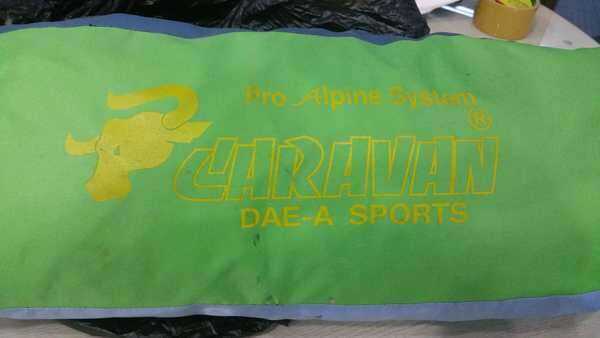 Pro Alpine System
CARAVAN®
DAE-A SPORTS